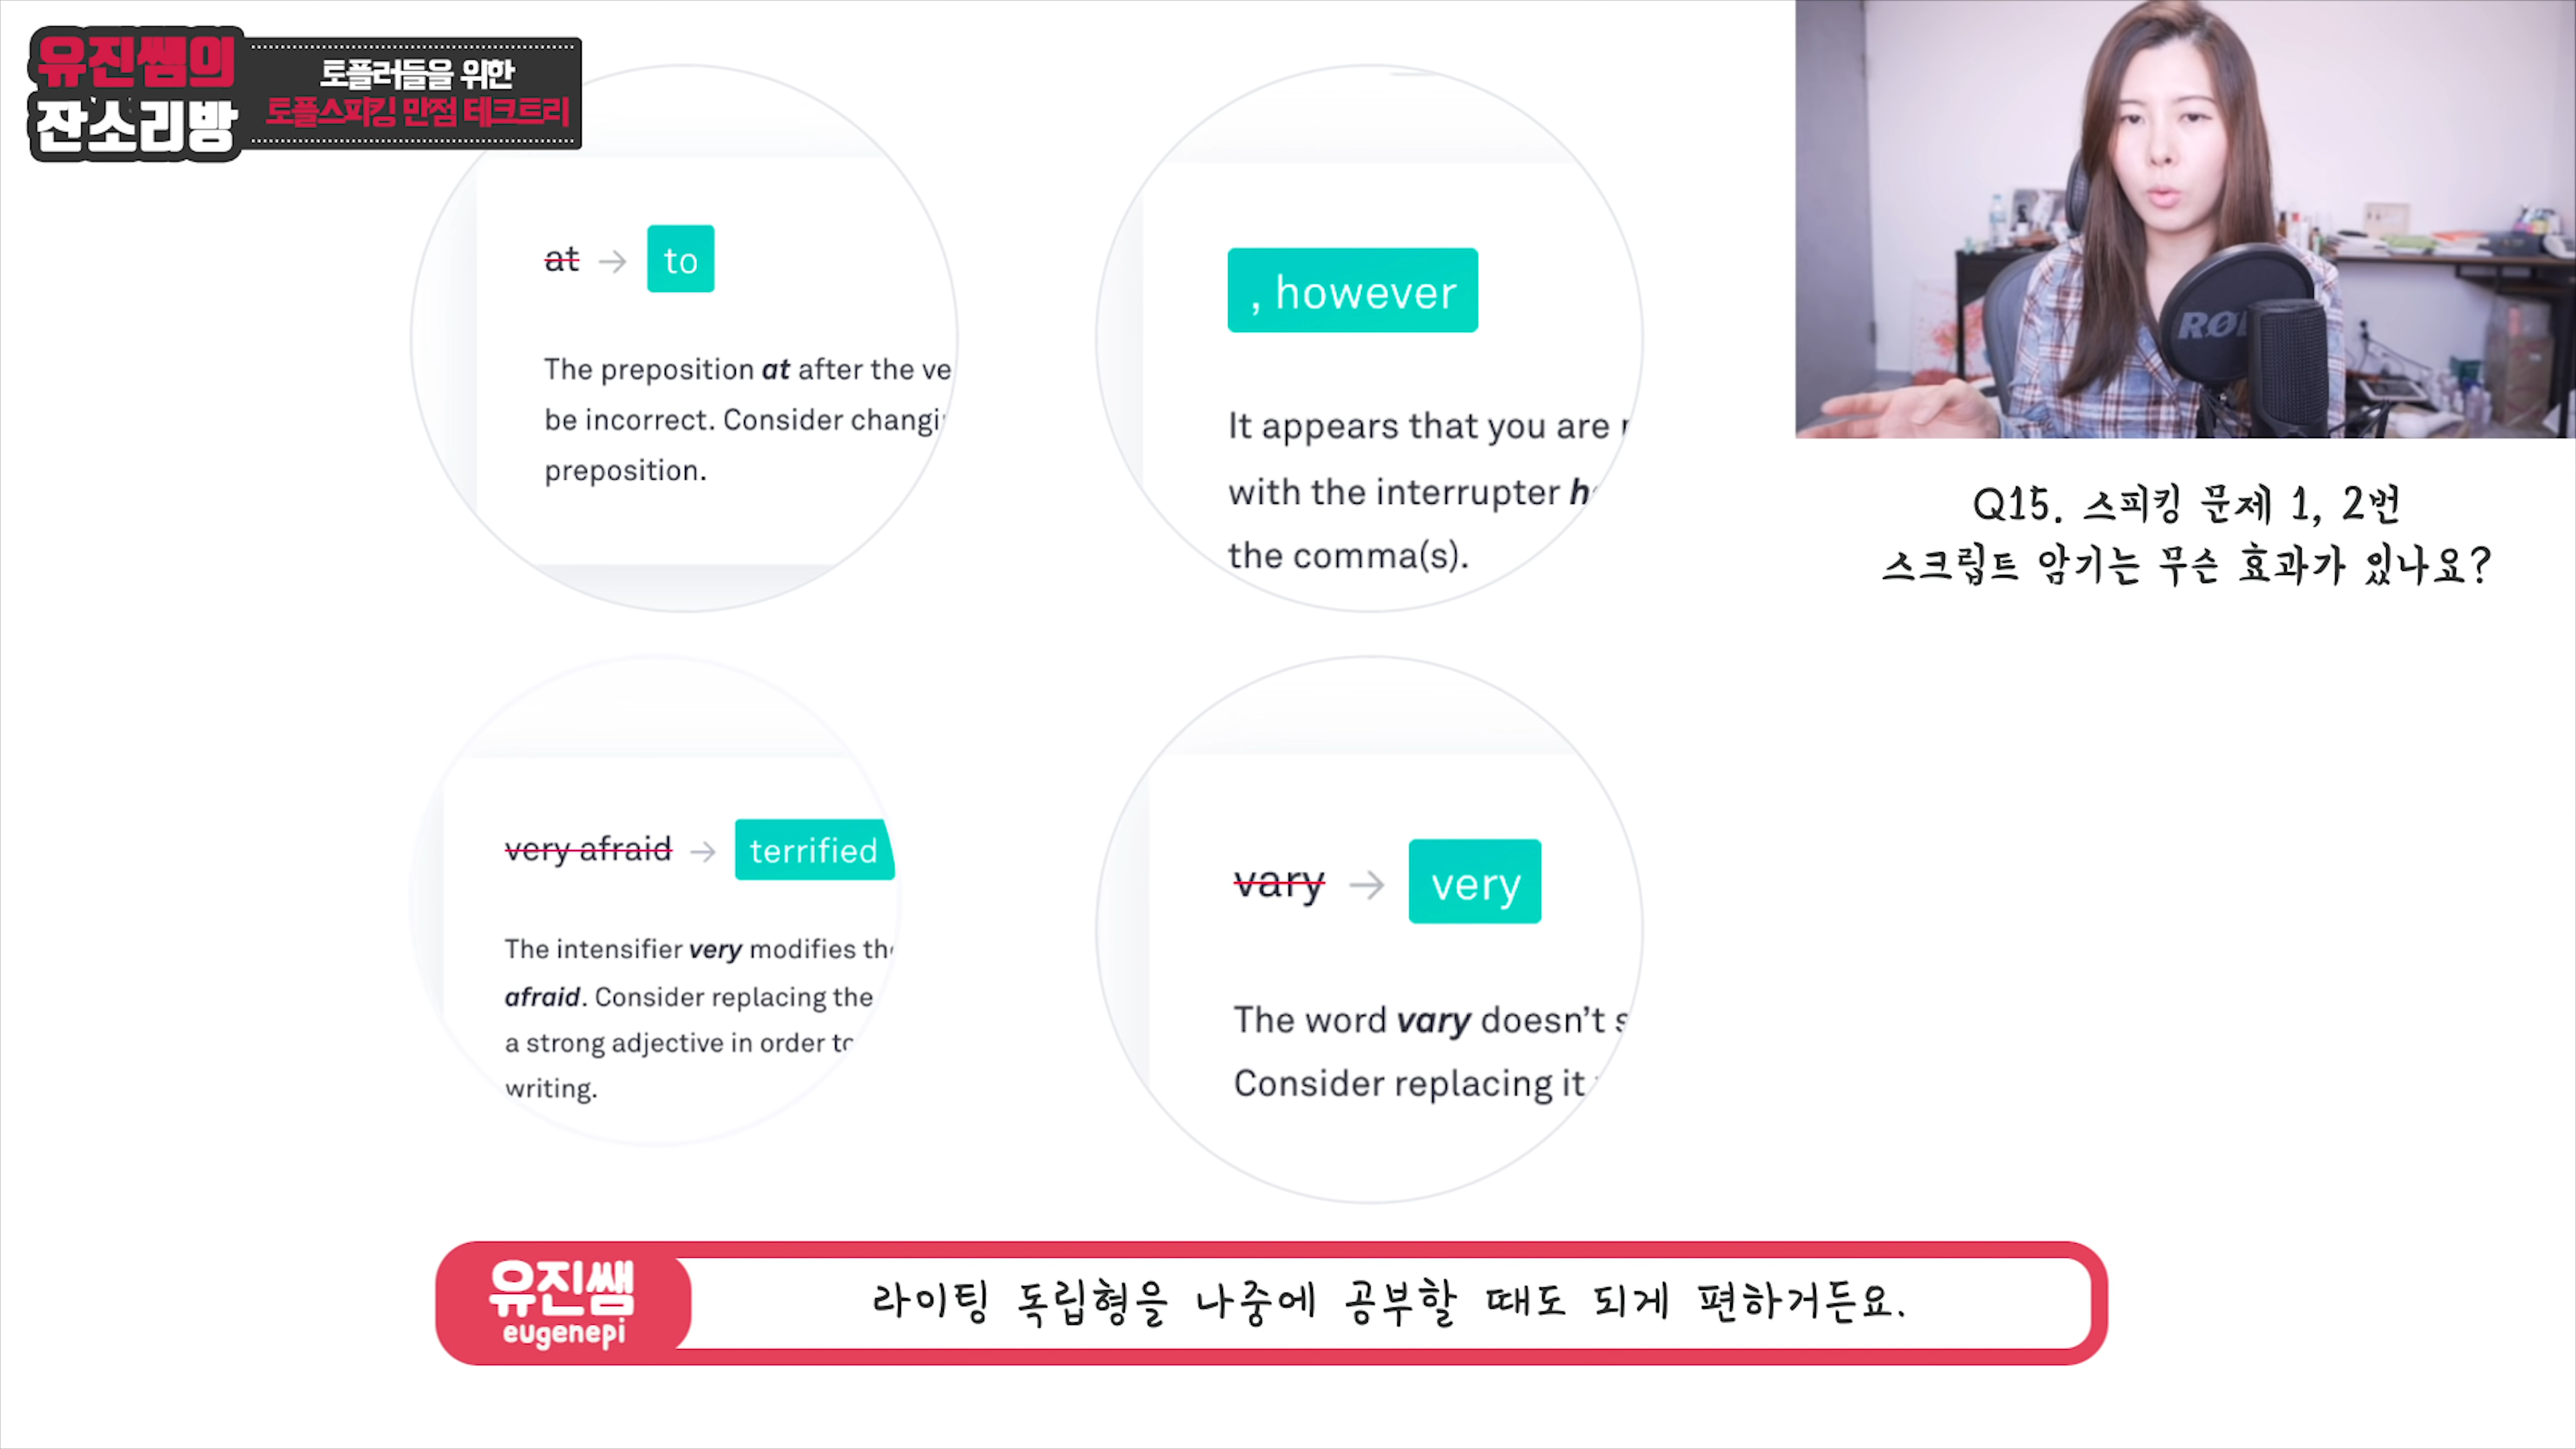 유진쌤의
잔소리방
토플러들을 위한
토플스피킹 만점 테크트리
at → to
The preposition at after the ve
be incorrect. Consider changi
preposition.
, however
It appears that you are
with the interrupter h
the comma(s).
very afraid → terrified
The intensifier very modifies th
afraid. Consider replacing the
a strong adjective in order to
writing.
vary → very
The word vary doesn't s
Consider replacing it
RØ
Q15. 스피킹 문제 1, 2번
스크립트 암기는 무슨 효과가 있나요?
유진쌤
eugenepi
라이팅 독립형을 나중에 공부할 때도 되게 편하거든요.